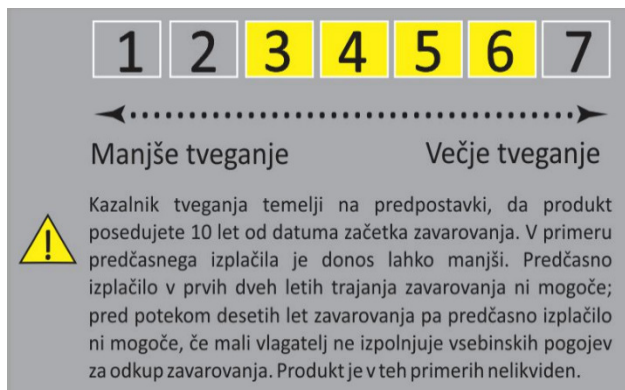 1 2 3 4 5 6 7
Manjše tveganje Večje tveganje
Kazalnik tveganja temelji na predpostavki, da produkt
posedujete 10 let od datuma začetka zavarovanja. V primeru
predčasnega izplačila je donos lahko manjši. Predčasno
izplačilo v prvih dveh letih trajanja zavarovanja ni mogoče;
pred potekom desetih let zavarovanja pa predčasno izplačilo
ni mogoče, če mali vlagatelj ne izpolnjuje vsebinskih pogojev
za odkup zavarovanja. Produkt je v teh primerih nelikviden.